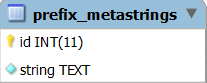 prefix_metastrings
id INT(11)
string TEXT